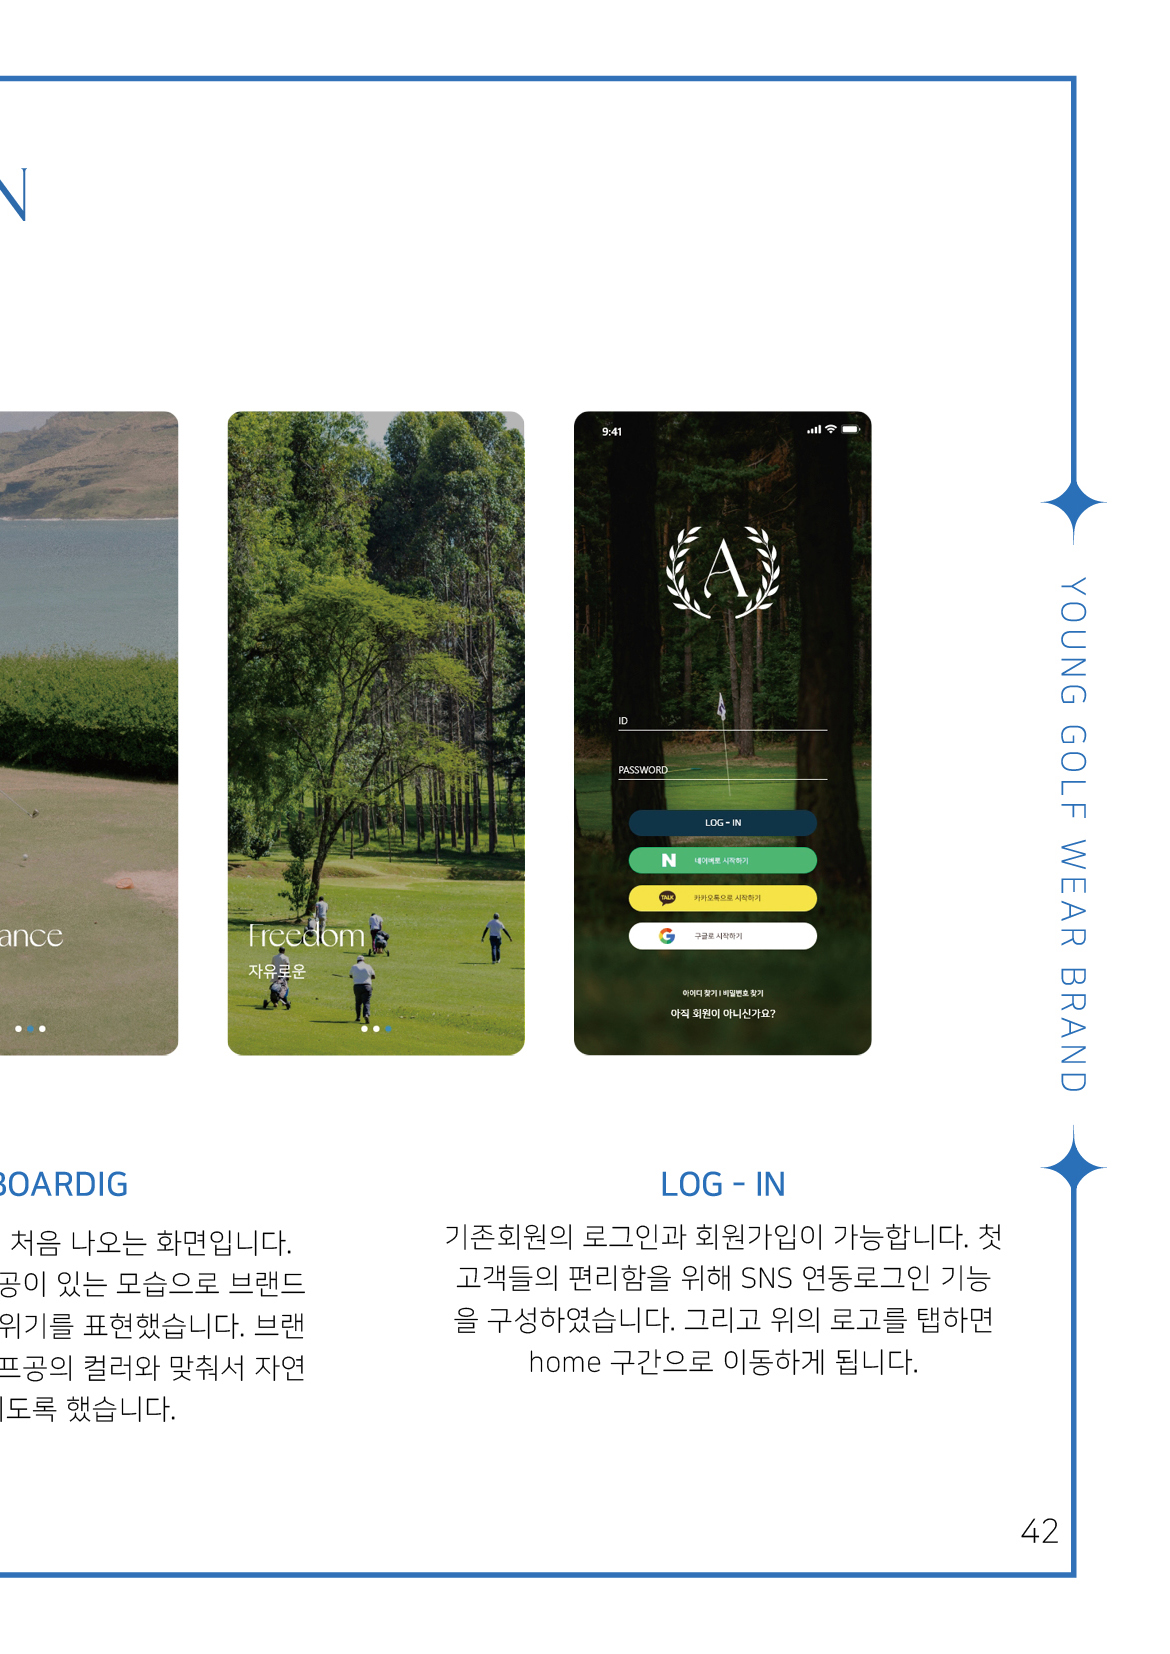 N
9:41
A
ID
PASSWORD
LOG - IN
N 네이버로 시작하기
TALK 카카오톡으로 시작하기
G 구글로 시작하기
아이디 찾기 I 비밀번호 찾기
아직 회원이 아니신가요?
ance
Freedom
자유로운
YOUNG GOLF WEAR BRAND
BOARDIG
처음 나오는 화면입니다.
공이 있는 모습으로 브랜드
위기를 표현했습니다. 브랜
프공의 컬러와 맞춰서 자연
도록 했습니다.
LOG - IN
기존회원의 로그인과 회원가입이 가능합니다. 첫
고객들의 편리함을 위해 SNS 연동로그인 기능
을 구성하였습니다. 그리고 위의 로고를 탭하면
home 구간으로 이동하게 됩니다.
42